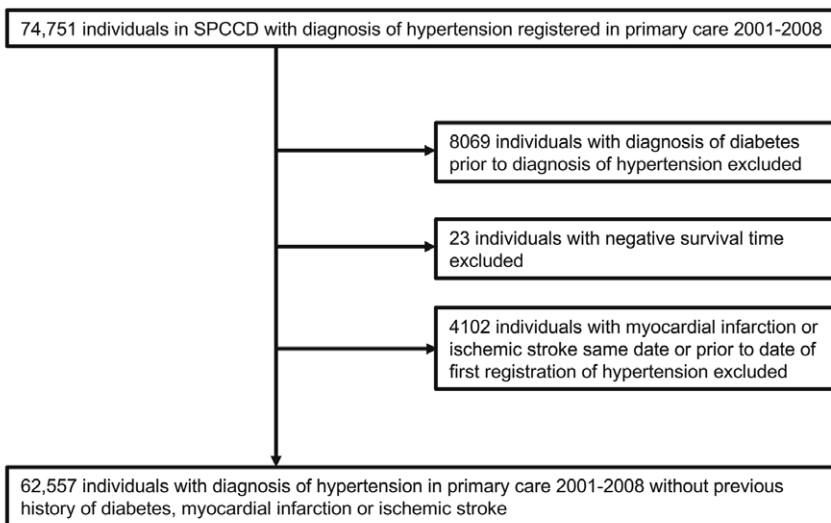 74,751 individuals in SPCCD with diagnosis of hypertension registered in primary care 2001-2008
8069 individuals with diagnosis of diabetes
prior to diagnosis of hypertension excluded
23 individuals with negative survival time
excluded
4102 individuals with myocardial infarction or
ischemic stroke same date or prior to date of
first registration of hypertension excluded
62,557 individuals with diagnosis of hypertension in primary care 2001-2008 without previous
history of diabetes, myocardial infarction or ischemic stroke